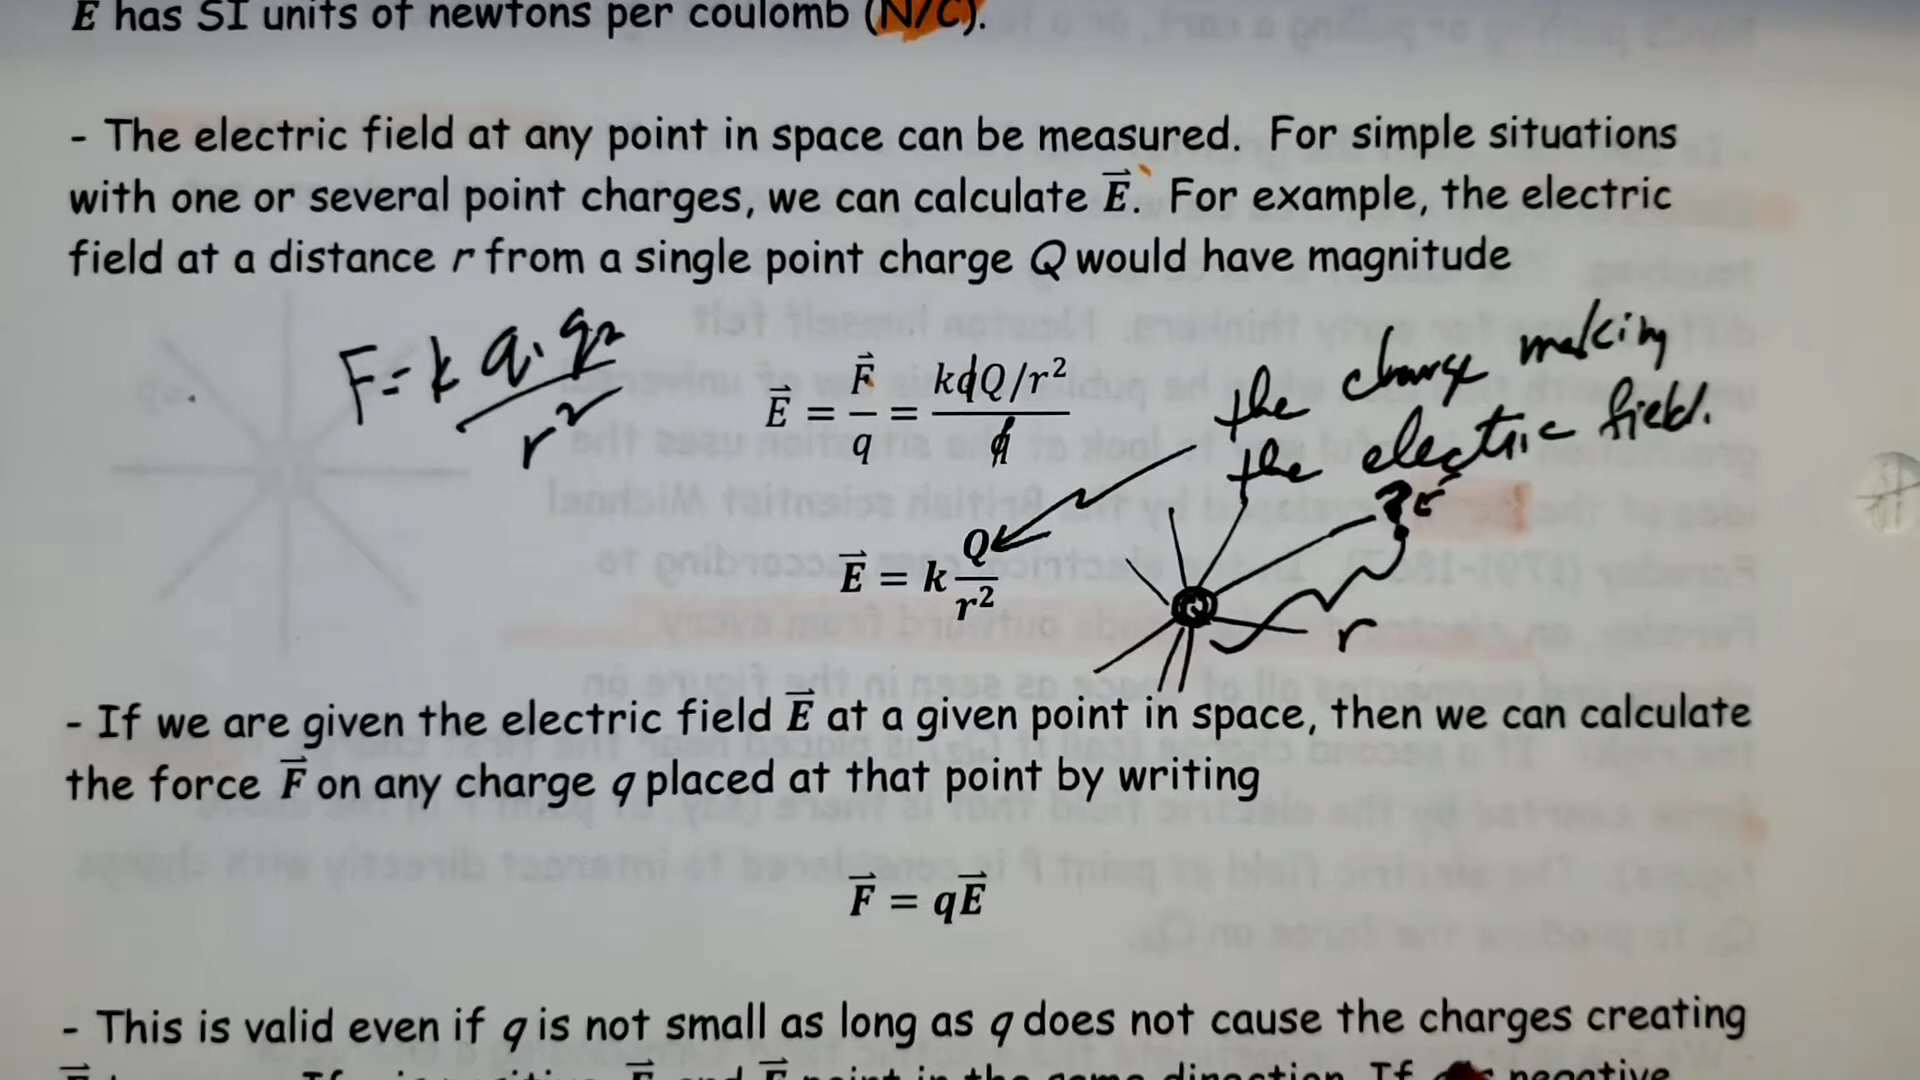 E has SI units of newtons per coulomb (N/C).
- The electric field at any point in space can be measured. For simple situations
with one or several point charges, we can calculate E⃗. For example, the electric
field at a distance r from a single point charge Q would have magnitude
F = k q₁ q₂ / r²
E⃗ = F⃗/q = kqQ/r² / q
the charge making
the electric field.
E⃗ = k Q/r²
Q
r
- If we are given the electric field E⃗ at a given point in space, then we can calculate
the force F⃗ on any charge q placed at that point by writing
F⃗ = qE⃗
- This is valid even if q is not small as long as q does not cause the charges creating